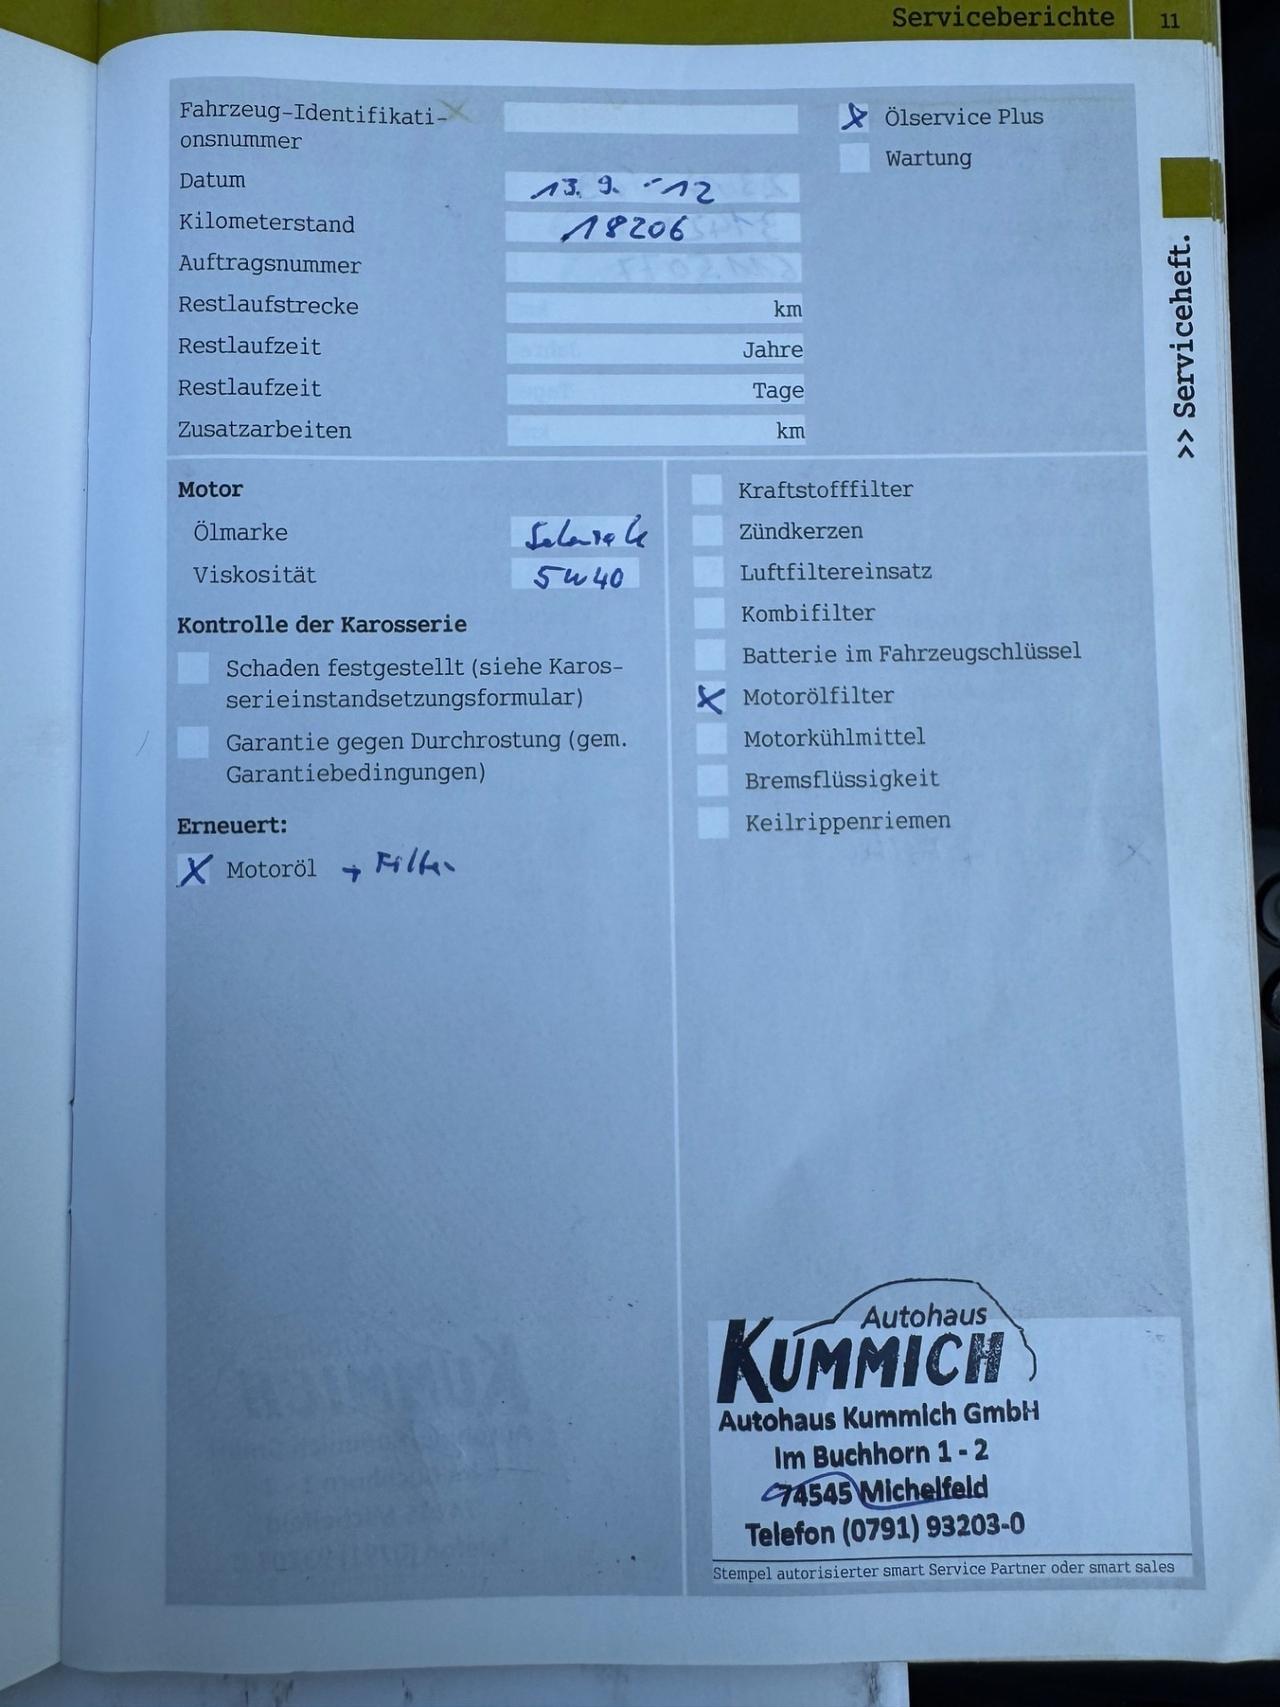 Serviceberichte 11
Fahrzeug-Identifikati-
onsnummer
Ölservice Plus
Wartung
Datum 13. 9. -12
Kilometerstand 18206
Auftragsnummer
Restlaufstrecke km
Restlaufzeit Jahre
Restlaufzeit Tage
Zusatzarbeiten km
>> Serviceheft.
Motor
Ölmarke
Viskosität 5W40
Kontrolle der Karosserie
Schaden festgestellt (siehe Karos-
serieinstandsetzungsformular)
Garantie gegen Durchrostung (gem.
Garantiebedingungen)
Erneuert:
X Motoröl + Filter
Kraftstofffilter
Zündkerzen
Luftfiltereinsatz
Kombifilter
Batterie im Fahrzeugschlüssel
X Motorölfilter
Motorkühlmittel
Bremsflüssigkeit
Keilrippenriemen
Autohaus
KUMMICH
Autohaus Kummich GmbH
Im Buchhorn 1 - 2
74545 Michelfeld
Telefon (0791) 93203-0
Stempel autorisierter smart Service Partner oder smart sales